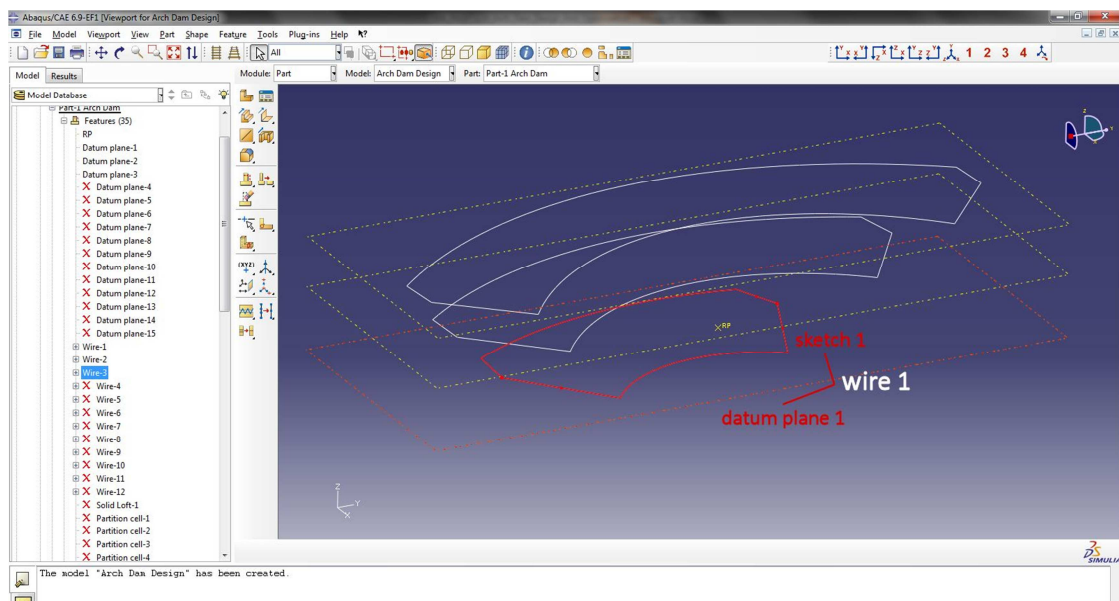 Abaqus/CAE 6.9-EF1 [Viewport for Arch Dam Design]
File Model Viewport View Part Shape Feature Tools Plug-ins Help
All
1 2 3 4
Model Results
Module: Part Model: Arch Dam Design Part: Part-1 Arch Dam
Model Database
Part-1 Arch Dam
Features (35)
RP
Datum plane-1
Datum plane-2
Datum plane-3
Datum plane-4
Datum plane-5
Datum plane-6
Datum plane-7
Datum plane-8
Datum plane-9
Datum plane-10
Datum plane-11
Datum plane-12
Datum plane-13
Datum plane-14
Datum plane-15
Wire-1
Wire-2
Wire-3
Wire-4
Wire-5
Wire-6
Wire-7
Wire-8
Wire-9
Wire-10
Wire-11
Wire-12
Solid Loft-1
Partition cell-1
Partition cell-2
Partition cell-3
Partition cell-4
RP
sketch 1
wire 1
datum plane 1
Z
Y
X
SIMULIA
The model "Arch Dam Design" has been created.